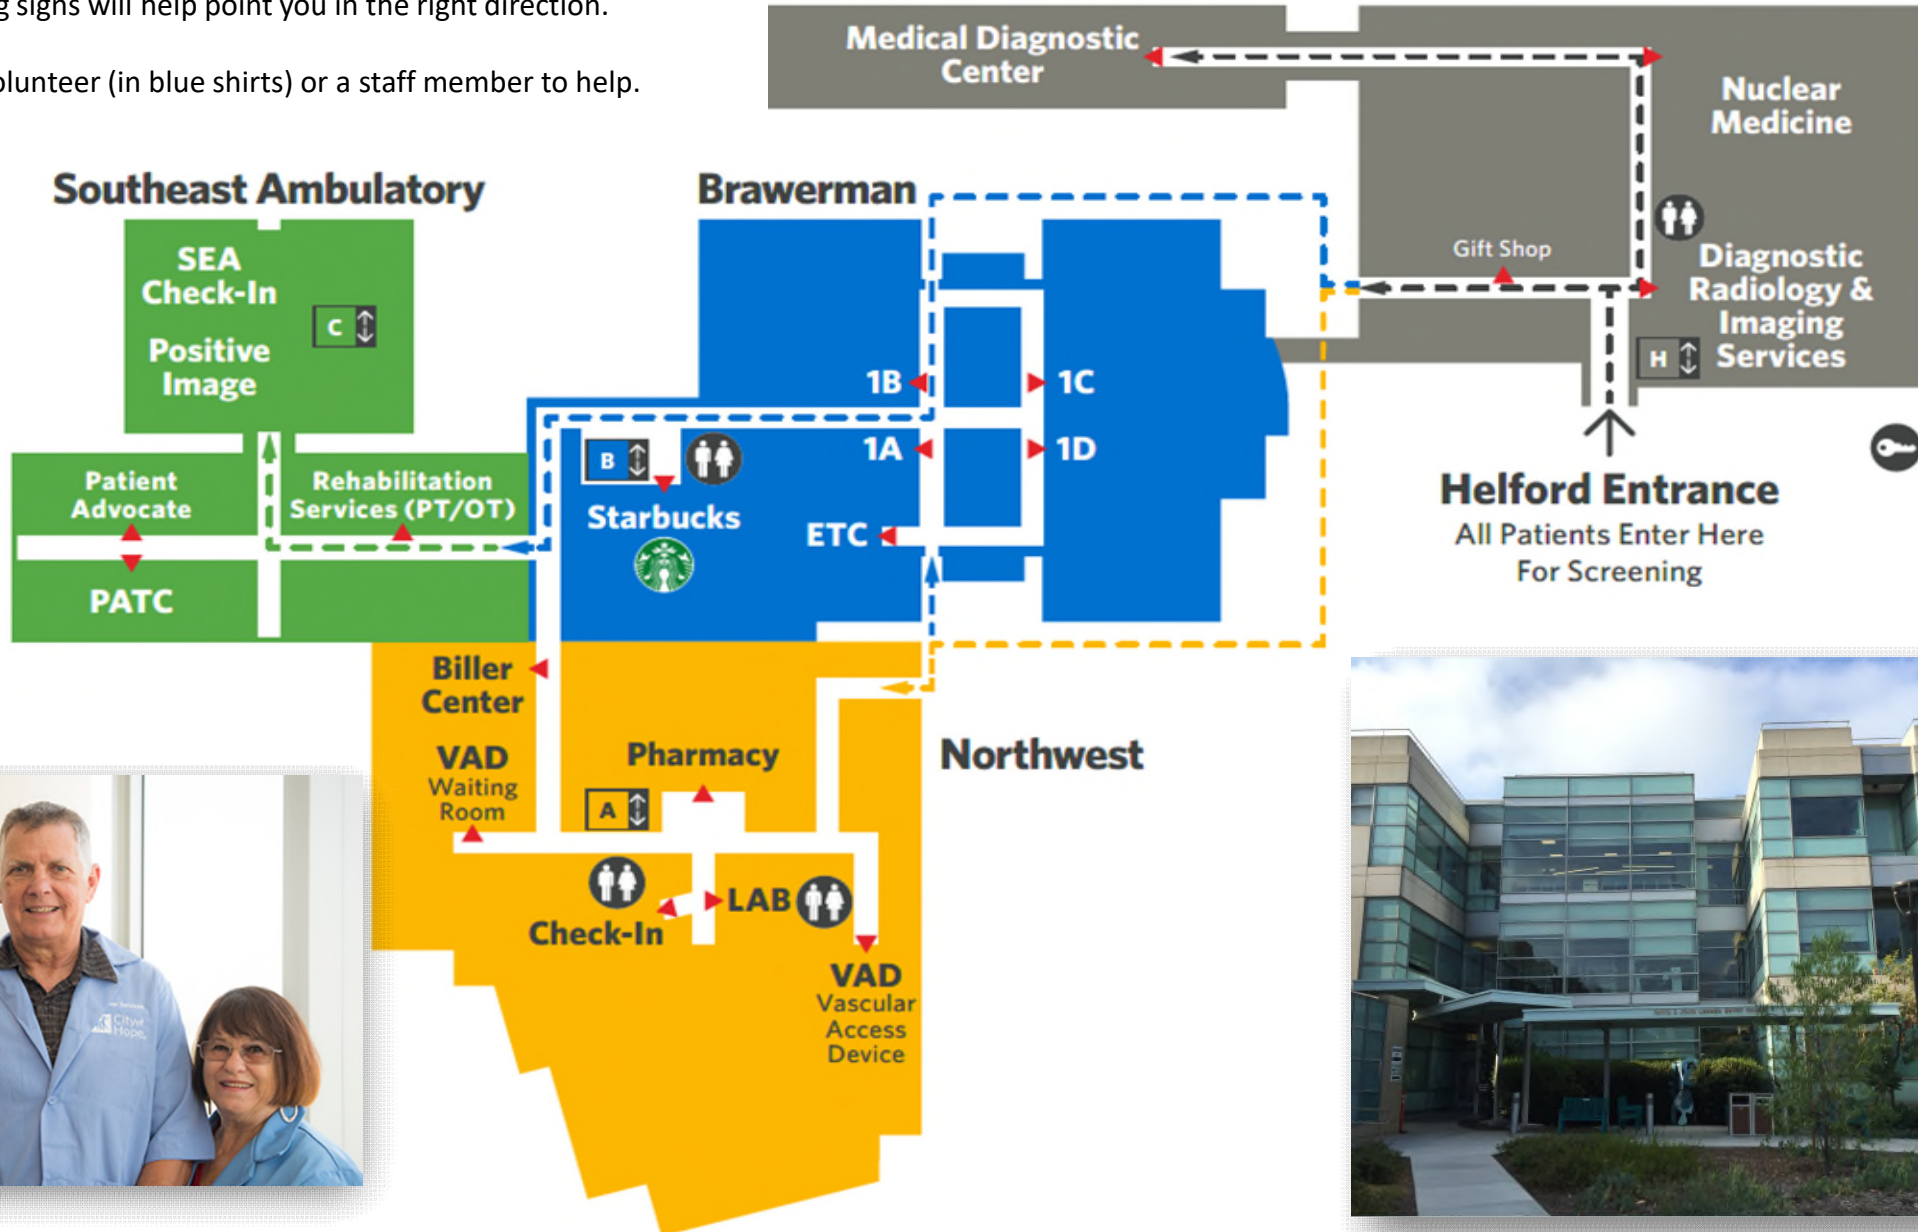 g signs will help point you in the right direction.
olunteer (in blue shirts) or a staff member to help.
Medical Diagnostic
Center
Nuclear
Medicine
Southeast Ambulatory
Brawerman
SEA
Check-In
C
Positive
Image
Gift Shop
Diagnostic
Radiology &
Imaging
Services
H
1B
1C
1A
1D
B
Patient
Advocate
Rehabilitation
Services (PT/OT)
Starbucks
ETC
Helford Entrance
All Patients Enter Here
For Screening
PATC
Biller
Center
Northwest
VAD
Waiting
Room
Pharmacy
A
LAB
Check-In
VAD
Vascular
Access
Device
City of
Hope